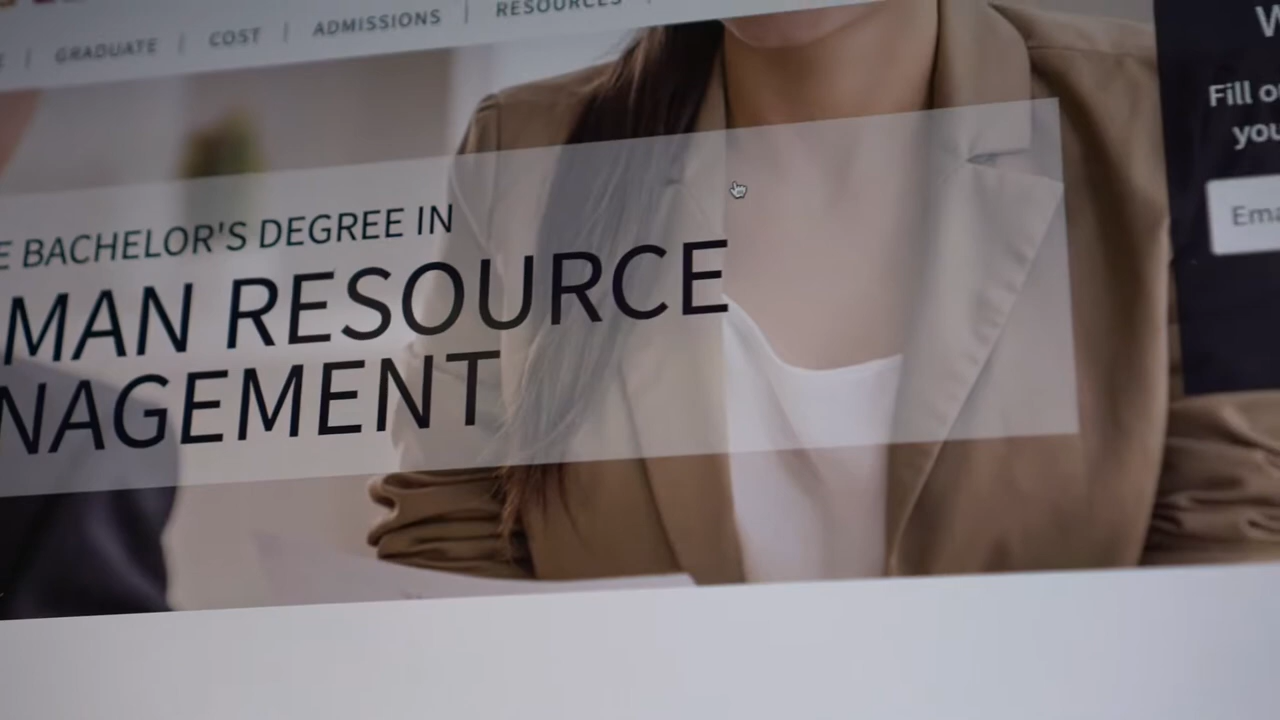 GRADUATE | COST | ADMISSIONS | RESOURCES
E BACHELOR'S DEGREE IN
MAN RESOURCE
NAGEMENT
W
Fill o
you
Ema